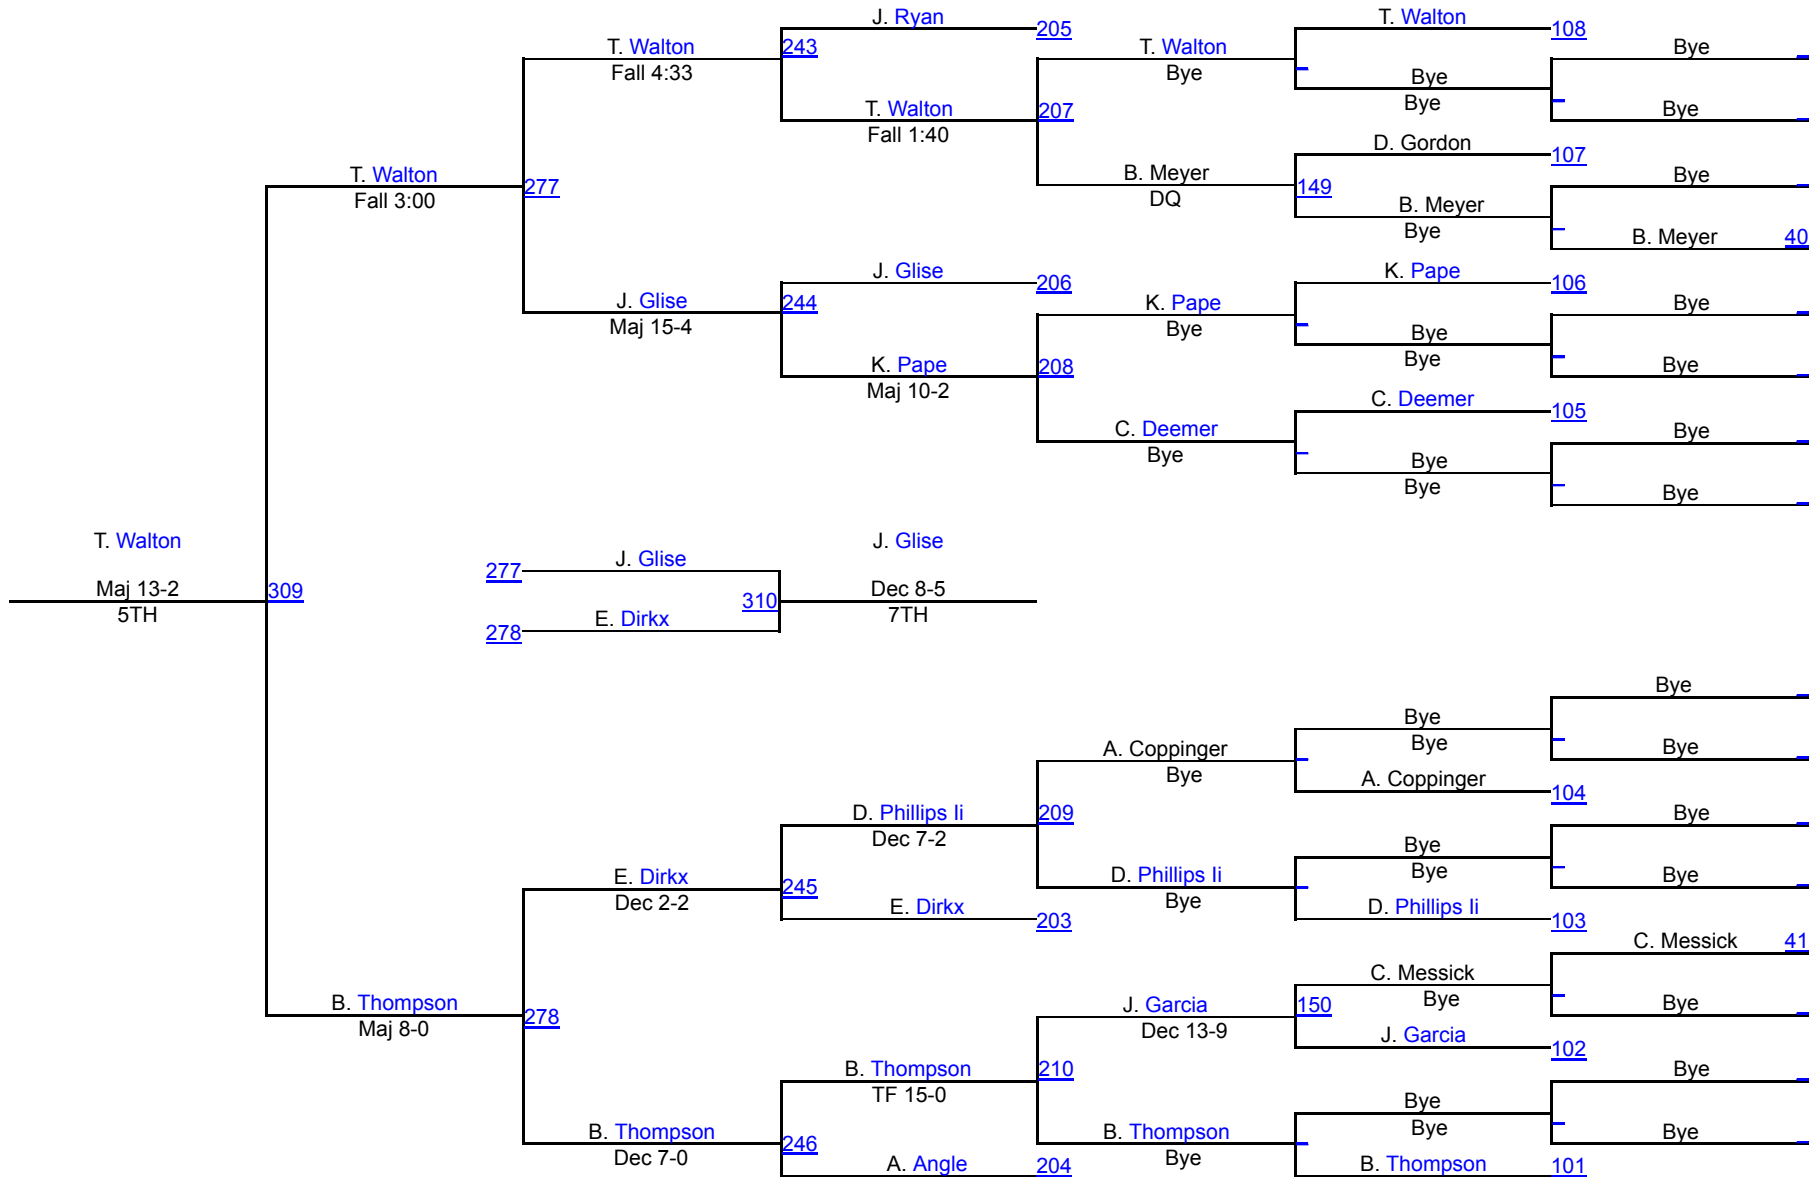 J. Ryan
205
T. Walton
108
T. Walton
243
T. Walton
Bye
Fall 4:33
Bye
Bye
Bye
T. Walton
207
Bye
Fall 1:40
D. Gordon
107
T. Walton
277
B. Meyer
149
Bye
Fall 3:00
DQ
B. Meyer
Bye
B. Meyer
40
J. Glise
206
K. Pape
106
J. Glise
244
K. Pape
Bye
Maj 15-4
Bye
Bye
Bye
K. Pape
208
Bye
Maj 10-2
C. Deemer
105
C. Deemer
Bye
Bye
Bye
Bye
Bye
T. Walton
J. Glise
J. Glise
277
Maj 13-2
309
310
Dec 8-5
5TH
E. Dirkx
7TH
278
Bye
Bye
A. Coppinger
Bye
Bye
Bye
A. Coppinger
104
D. Phillips Ii
209
Bye
Dec 7-2
Bye
E. Dirkx
245
D. Phillips Ii
Bye
Bye
Dec 2-2
Bye
E. Dirkx
203
D. Phillips Ii
103
C. Messick
41
C. Messick
B. Thompson
278
J. Garcia
150
Bye
Bye
Maj 8-0
Dec 13-9
J. Garcia
102
B. Thompson
210
Bye
TF 15-0
Bye
B. Thompson
246
B. Thompson
Bye
Bye
Dec 7-0
Bye
A. Angle
204
B. Thompson
101